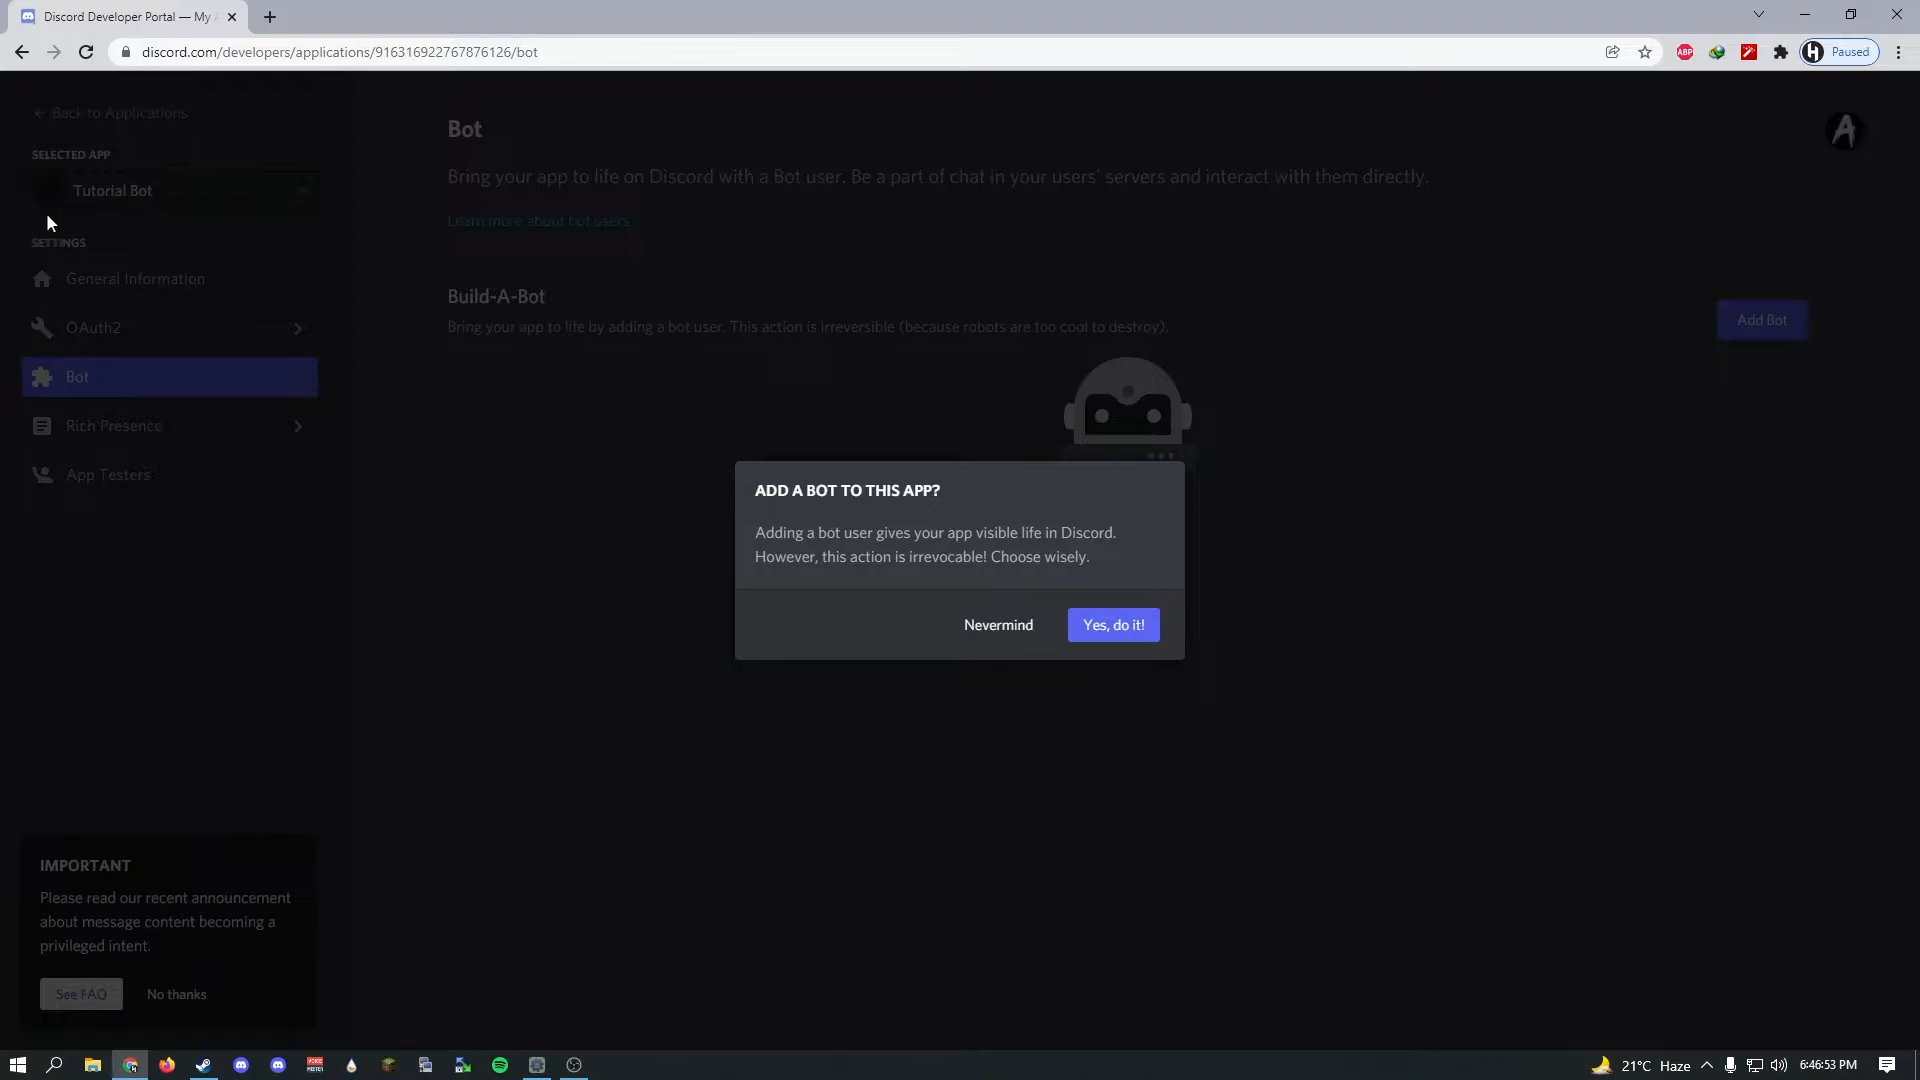 Discord Developer Portal — My
discord.com/developers/applications/916316922767876126/bot
ABP
Paused
← Back to Applications
SELECTED APP
Tutorial Bot
SETTINGS
General Information
OAuth2
Bot
Rich Presence
App Testers
Bot
A
Bring your app to life on Discord with a Bot user. Be a part of chat in your users' servers and interact with them directly.
Learn more about bot users
Build-A-Bot
Bring your app to life by adding a bot user. This action is irreversible (because robots are too cool to destroy).
Add Bot
ADD A BOT TO THIS APP?
Adding a bot user gives your app visible life in Discord.
However, this action is irrevocable! Choose wisely.
Nevermind
Yes, do it!
IMPORTANT
Please read our recent announcement
about message content becoming a
privileged intent.
See FAQ
No thanks
21°C Haze
6:46:53 PM